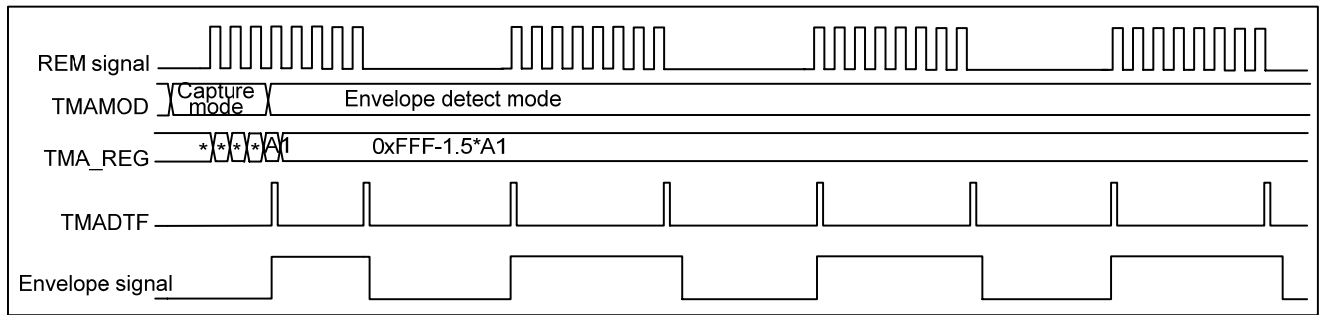 REM signal
TMAMOD
Capture
mode
Envelope detect mode
TMA_REG
* * * * A1
0xFFF-1.5*A1
TMADTF
Envelope signal